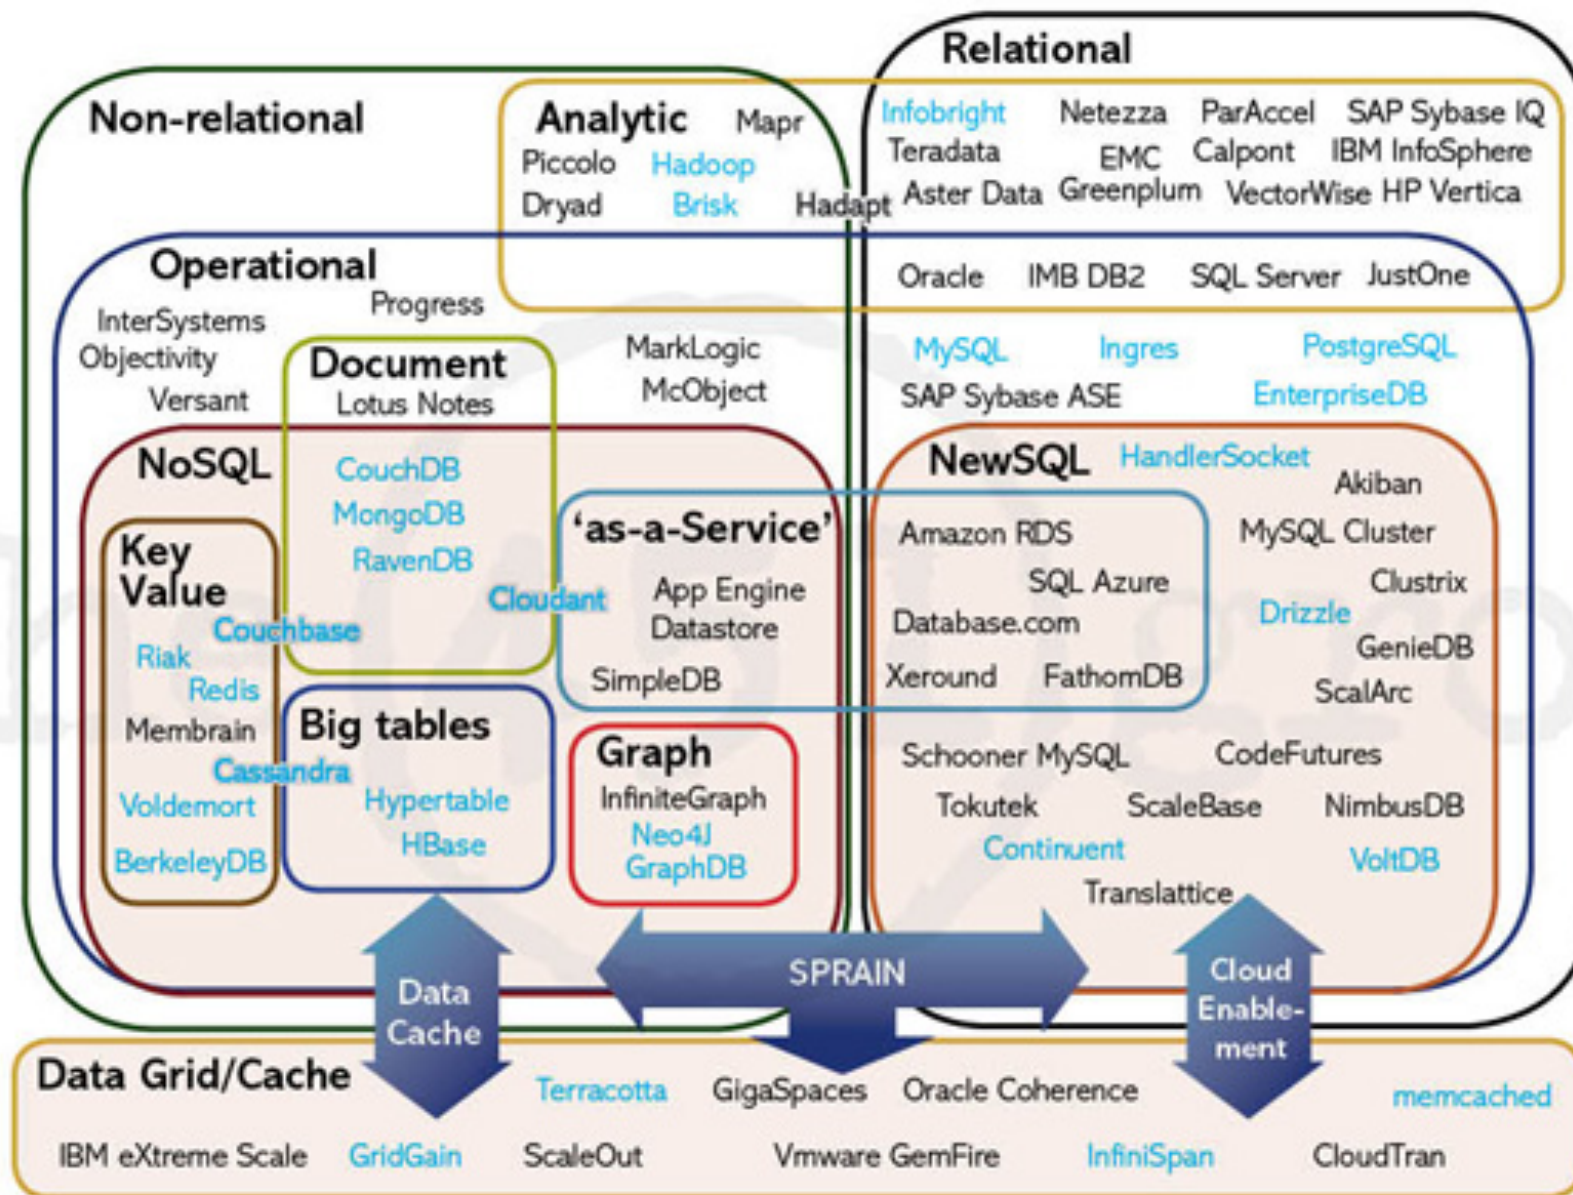 Relational
Non-relational
Analytic
Mapr
Piccolo
Hadoop
Dryad
Brisk
Hadapt
Infobright
Netezza
ParAccel
SAP Sybase IQ
Teradata
EMC
Calpont
IBM InfoSphere
Aster Data
Greenplum
VectorWise
HP Vertica
Operational
Oracle
IMB DB2
SQL Server
JustOne
InterSystems
Progress
Objectivity
Versant
Document
Lotus Notes
MarkLogic
McObject
MySQL
Ingres
PostgreSQL
SAP Sybase ASE
EnterpriseDB
NoSQL
CouchDB
MongoDB
RavenDB
Key
Value
Couchbase
Riak
Redis
Membrain
Cassandra
Voldemort
BerkeleyDB
Cloudant
'as-a-Service'
App Engine
Datastore
SimpleDB
Big tables
Hypertable
HBase
Graph
InfiniteGraph
Neo4J
GraphDB
NewSQL
HandlerSocket
Akiban
Amazon RDS
MySQL Cluster
SQL Azure
Clustrix
Database.com
Drizzle
GenieDB
Xeround
FathomDB
ScalArc
Schooner MySQL
CodeFutures
Tokutek
ScaleBase
NimbusDB
Continuent
VoltDB
Translattice
Data
Cache
SPRAIN
Cloud
Enable-
ment
Data Grid/Cache
Terracotta
GigaSpaces
Oracle Coherence
memcached
IBM eXtreme Scale
GridGain
ScaleOut
Vmware GemFire
InfiniSpan
CloudTran